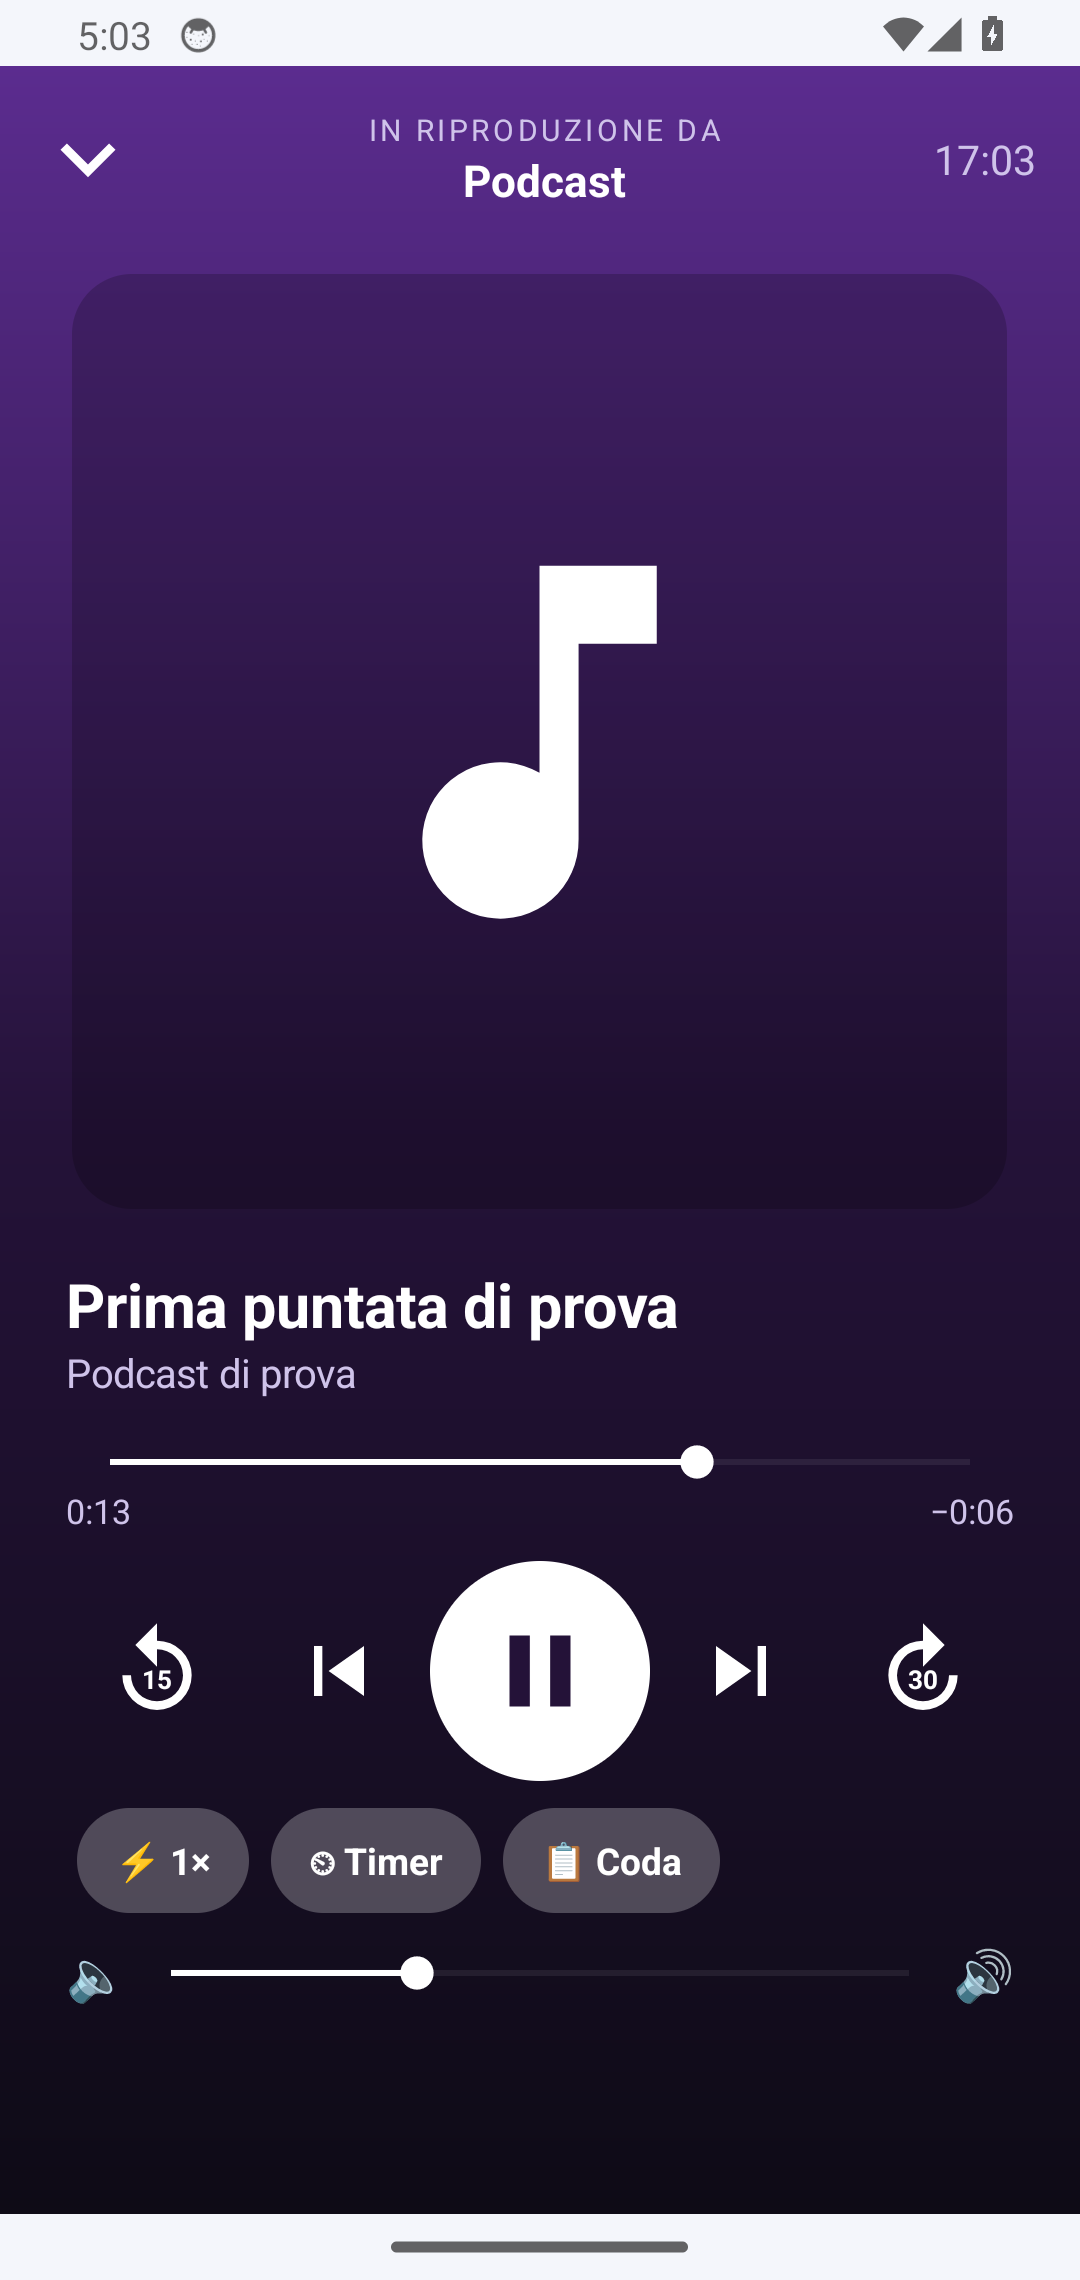 5:03
IN RIPRODUZIONE DA
Podcast
17:03
Prima puntata di prova
Podcast di prova
0:13
−0:06
15
30
⚡ 1×
⏲ Timer
📋 Coda